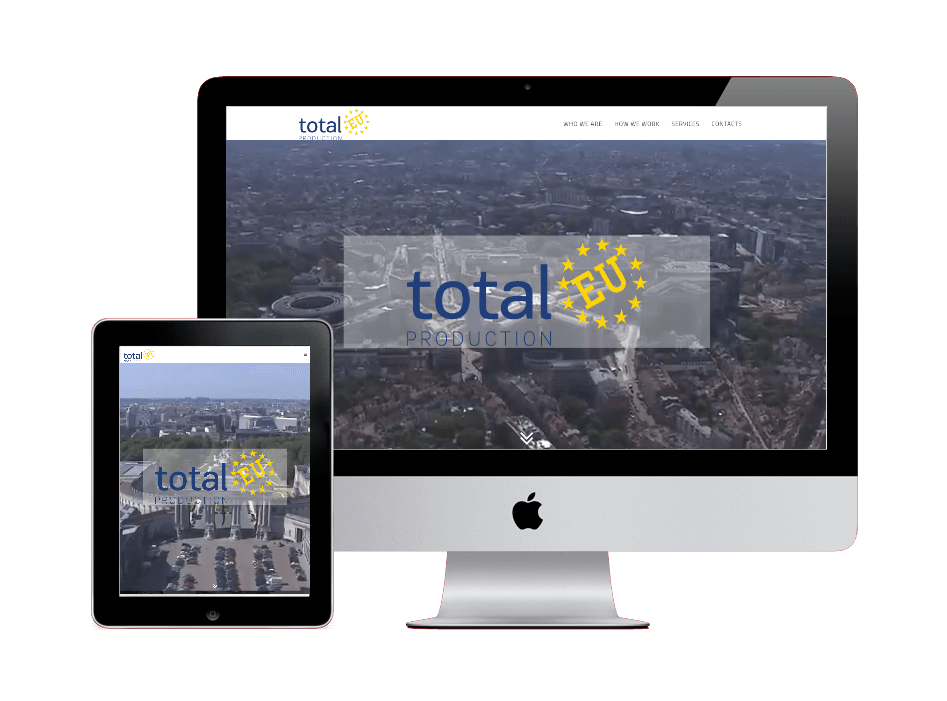 total EU
PRODUCTION
WHO WE ARE HOW WE WORK SERVICES CONTACTS
total EU
PRODUCTION
total EU
total EU
PRODUCTION